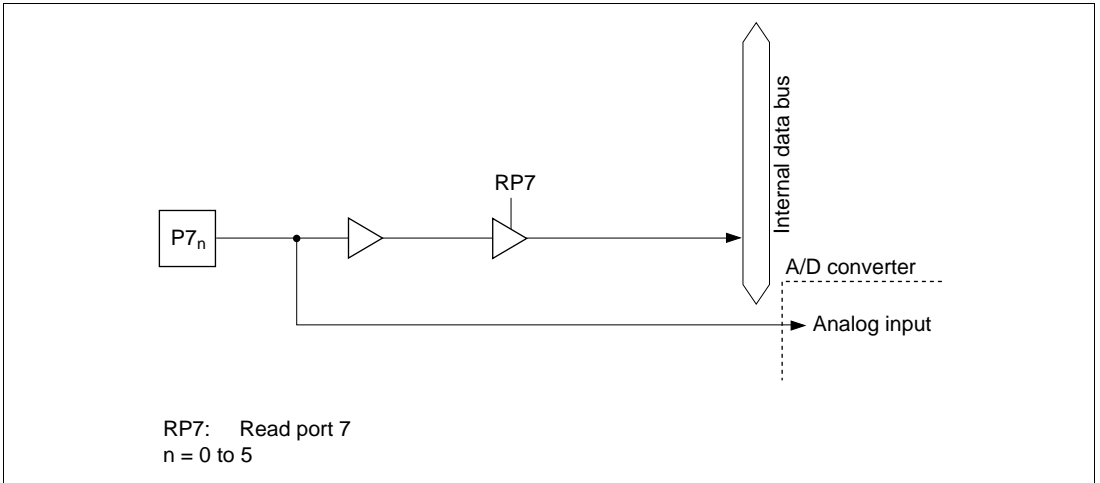 RP7
P7n
Internal data bus
A/D converter
Analog input
RP7: Read port 7
n = 0 to 5